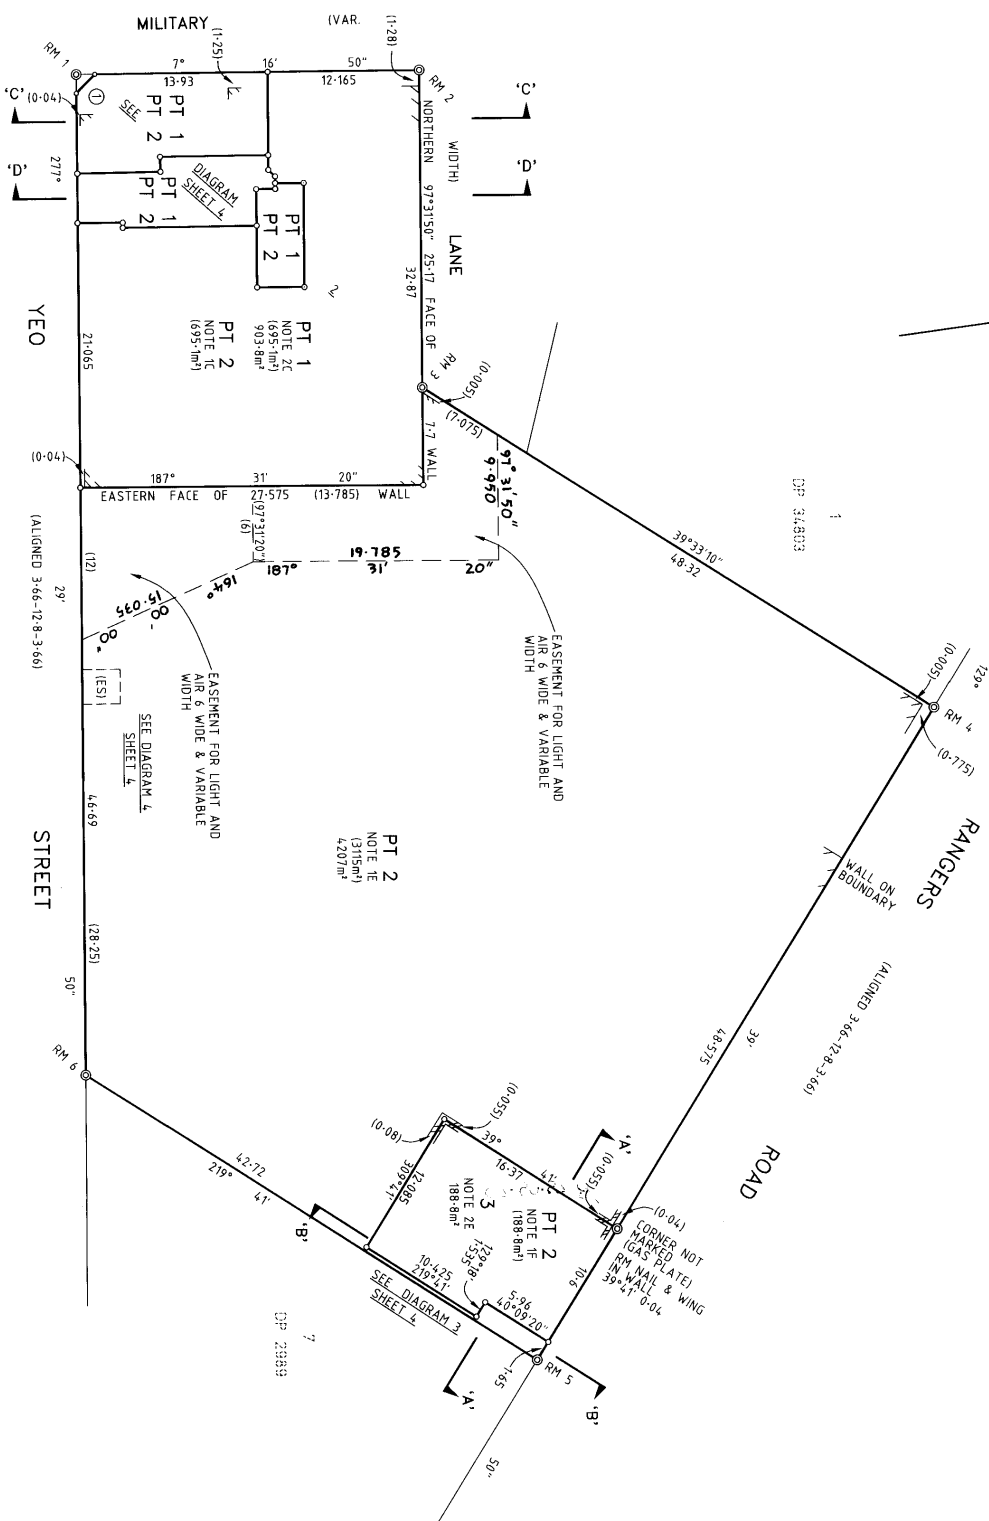 MILITARY
(VAR.
WIDTH)
LANE
RM 1
7° 16' 50"
13·93
12·165
(1·25)
(1·28)
RM 2
'C'
'D'
'C'
'D'
(0·04)
1
SEE
PT 1
PT 2
DIAGRAM
SHEET 4
PT 1
PT 2
PT 1
PT 2
2
NORTHERN 97°31'50" 25·17 FACE OF
32·87
7·7 WALL
RM 3
(0·005)
(7·075)
277°
21·065
YEO
PT 1
NOTE 2C
(695·1m²)
903·8m²
PT 2
NOTE 1C
(695·1m²)
(0·04)
187° 31' 20"
EASTERN FACE OF 27·575 (13·785) WALL
(97°31'20")
(6)
97° 31' 50"
9·950
19·785
187° 31' 20"
164° 00' 00"
15·035
(12)
29'
(ALIGNED 3·66-12·8-3·66)
(ES)
SEE DIAGRAM 4
SHEET 4
EASEMENT FOR LIGHT AND
AIR 6 WIDE & VARIABLE
WIDTH
EASEMENT FOR LIGHT AND
AIR 6 WIDE & VARIABLE
WIDTH
39°33'10"
48·32
1
DP 34803
129°
(0·005)
RM 4
(0·775)
RANGERS
WALL ON
BOUNDARY
(ALIGNED 3·66-12·8-3·66)
39'
48·575
ROAD
PT 2
NOTE 1E
(3115m²)
4207m²
46·69
STREET
(28·25)
50"
RM 6
42·72
219° 41'
(0·055)
(0·08)
39° 41'
16·37
'A'
(0·055)
(0·04)
CORNER NOT
MARKED
(GAS PLATE)
RM NAIL & WING
IN WALL
39°41' 0·04
12·085
309°41'
PT 2
NOTE 1F
(188·8m²)
3
NOTE 2E
188·8m²
10·6
'B'
10·425
219°41'
129°18'
1·535
5·96
40°09'20"
SEE DIAGRAM 3
SHEET 4
1·65
RM 5
'A'
'B'
7
DP 2989
50"